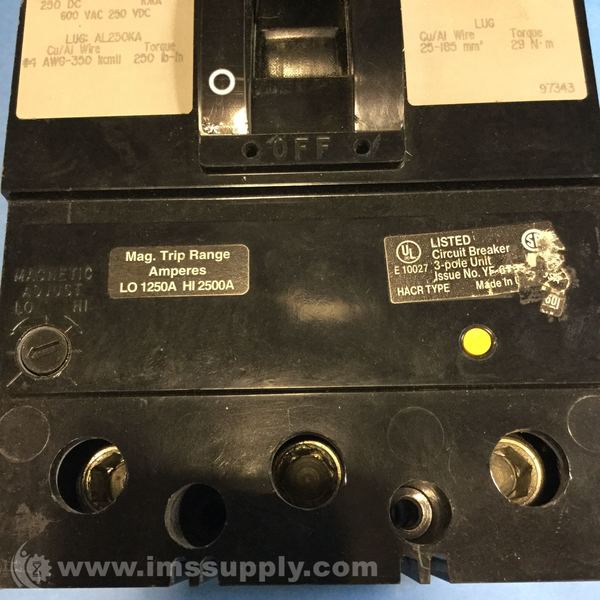 250 DC
600 VAC 250 VDC
LUG: AL250KA
Cu/Al Wire Torque
#4 AWG-350 kcmil 250 lb-in
LUG
Cu/Al Wire Torque
25-185 mm² 29 N·m
97343
O
OFF
MAGNETIC
ADJUST
LO HI
Mag. Trip Range
Amperes
LO 1250A HI 2500A
UL
E 10027
LISTED
Circuit Breaker
3-pole Unit
Issue No.
HACR TYPE Made in
www.imssupply.com